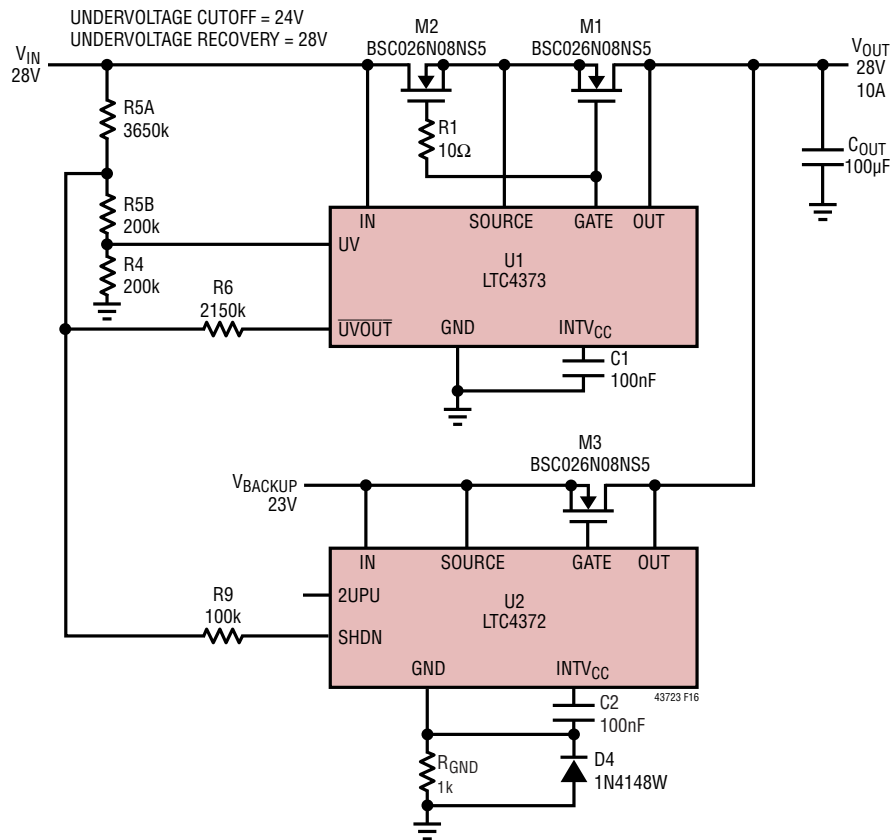 UNDERVOLTAGE CUTOFF = 24V
UNDERVOLTAGE RECOVERY = 28V
VIN
28V
M2
BSC026N08NS5
M1
BSC026N08NS5
VOUT
28V
10A
R5A
3650k
R1
10Ω
COUT
100µF
R5B
200k
IN
SOURCE
GATE
OUT
UV
R4
200k
U1
LTC4373
R6
2150k
UVOUT
GND
INTVCC
C1
100nF
M3
BSC026N08NS5
VBACKUP
23V
IN
SOURCE
GATE
OUT
2UPU
U2
LTC4372
R9
100k
SHDN
GND
INTVCC
43723 F16
C2
100nF
RGND
1k
D4
1N4148W